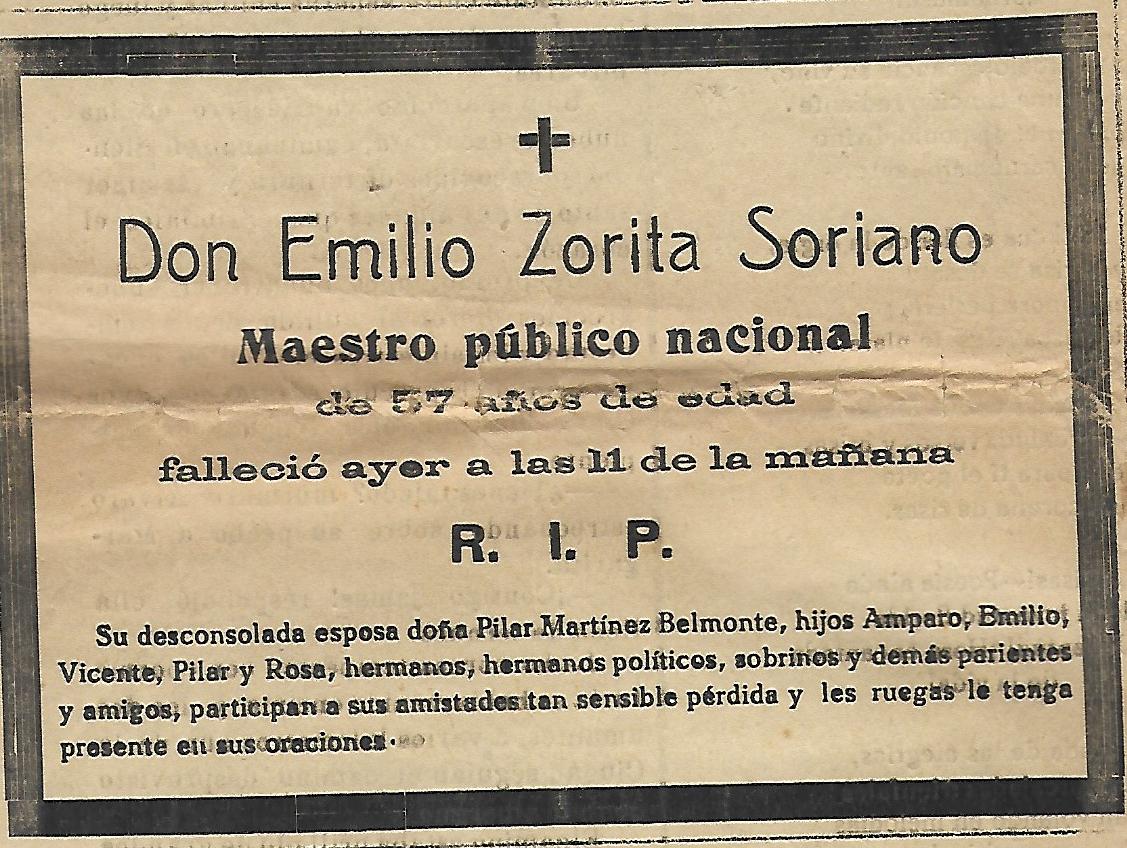 Don Emilio Zorita Soriano
Maestro público nacional
de 57 años de edad
falleció ayer a las 11 de la mañana
R. I. P.
Su desconsolada esposa doña Pilar Martínez Belmonte, hijos Amparo, Emilio,
Vicente, Pilar y Rosa, hermanos, hermanos políticos, sobrinos y demás parientes
y amigos, participan a sus amistades tan sensible pérdida y les ruegas le tenga
presente en sus oraciones.